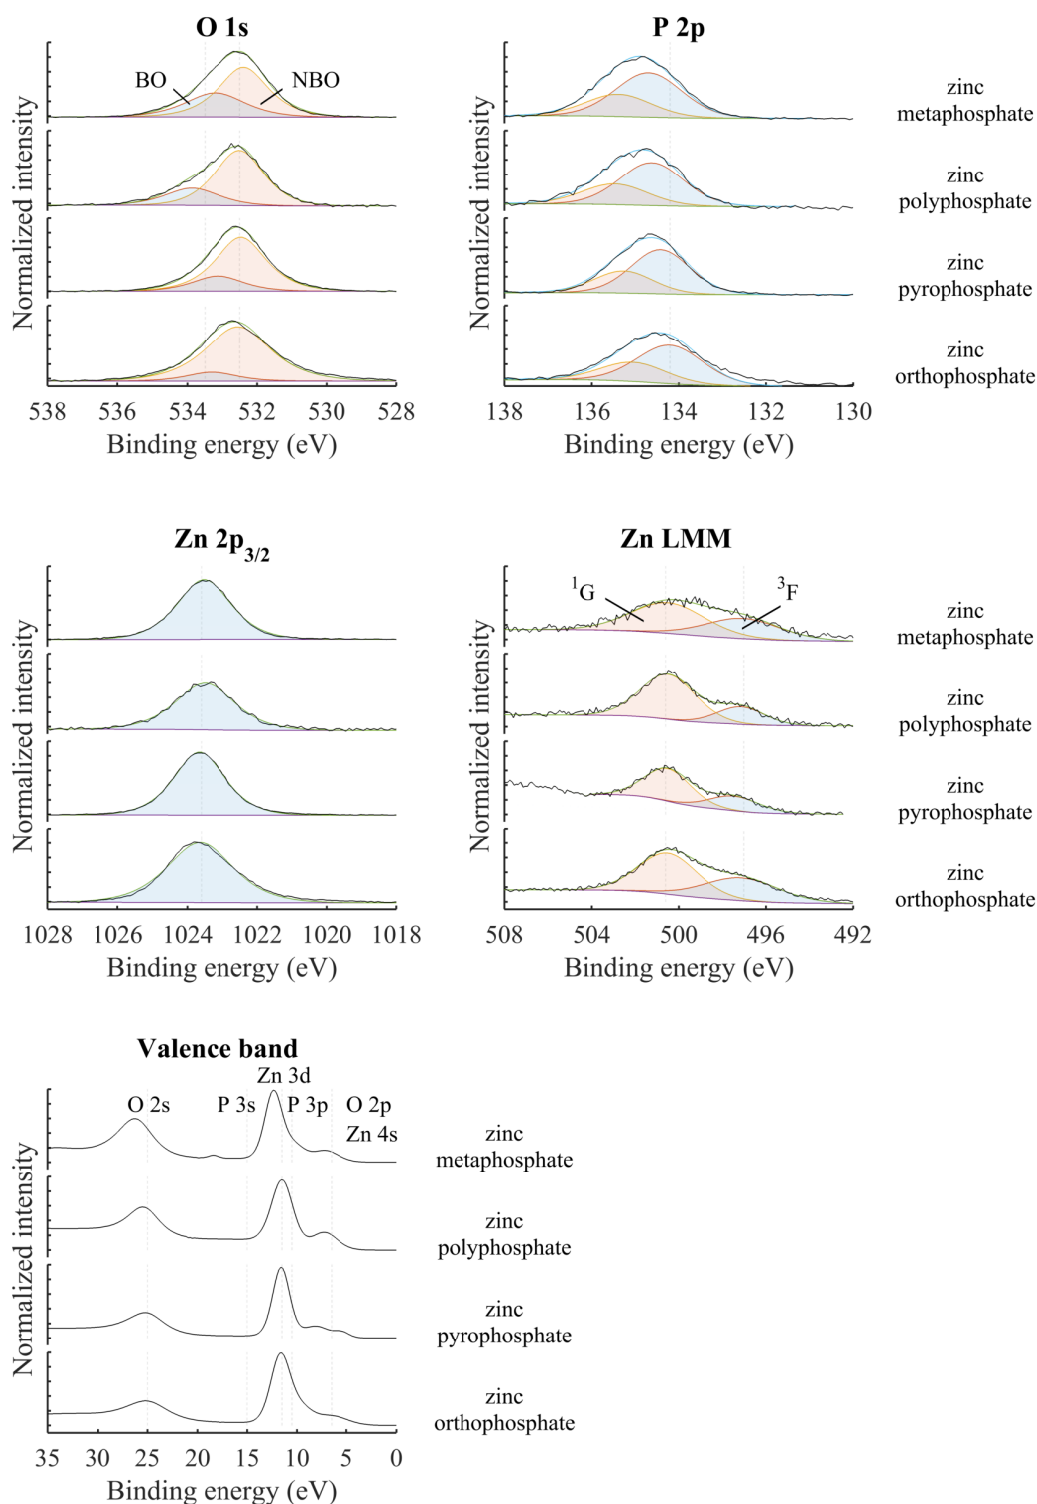 O 1s
BO
NBO
Normalized intensity
538 536 534 532 530 528
Binding energy (eV)
P 2p
Normalized intensity
138 136 134 132 130
Binding energy (eV)
zinc
metaphosphate
zinc
polyphosphate
zinc
pyrophosphate
zinc
orthophosphate
Zn 2p3/2
Normalized intensity
1028 1026 1024 1022 1020 1018
Binding energy (eV)
Zn LMM
1G
3F
Normalized intensity
508 504 500 496 492
Binding energy (eV)
zinc
metaphosphate
zinc
polyphosphate
zinc
pyrophosphate
zinc
orthophosphate
Valence band
Zn 3d
O 2s
P 3s
P 3p
O 2p
Zn 4s
Normalized intensity
35 30 25 20 15 10 5 0
Binding energy (eV)
zinc
metaphosphate
zinc
polyphosphate
zinc
pyrophosphate
zinc
orthophosphate